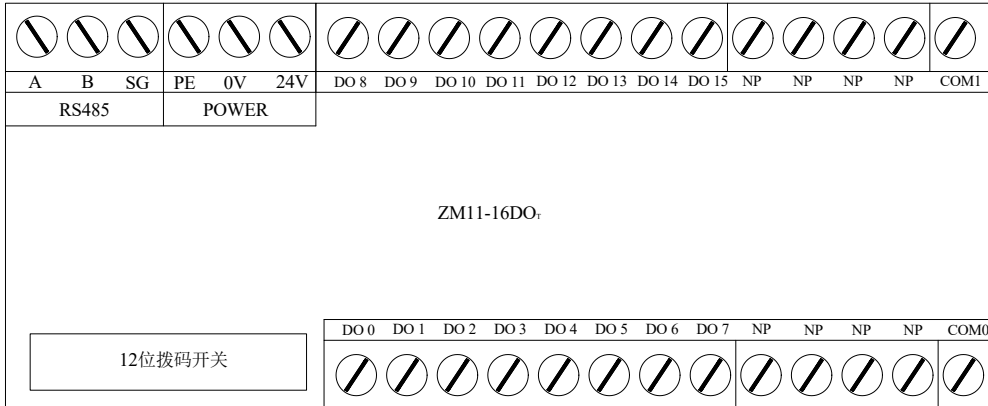 A B SG PE 0V 24V DO 8 DO 9 DO 10 DO 11 DO 12 DO 13 DO 14 DO 15 NP NP NP NP COM1
RS485 POWER
ZM11-16DOT
DO 0 DO 1 DO 2 DO 3 DO 4 DO 5 DO 6 DO 7 NP NP NP NP COM0
12位拨码开关